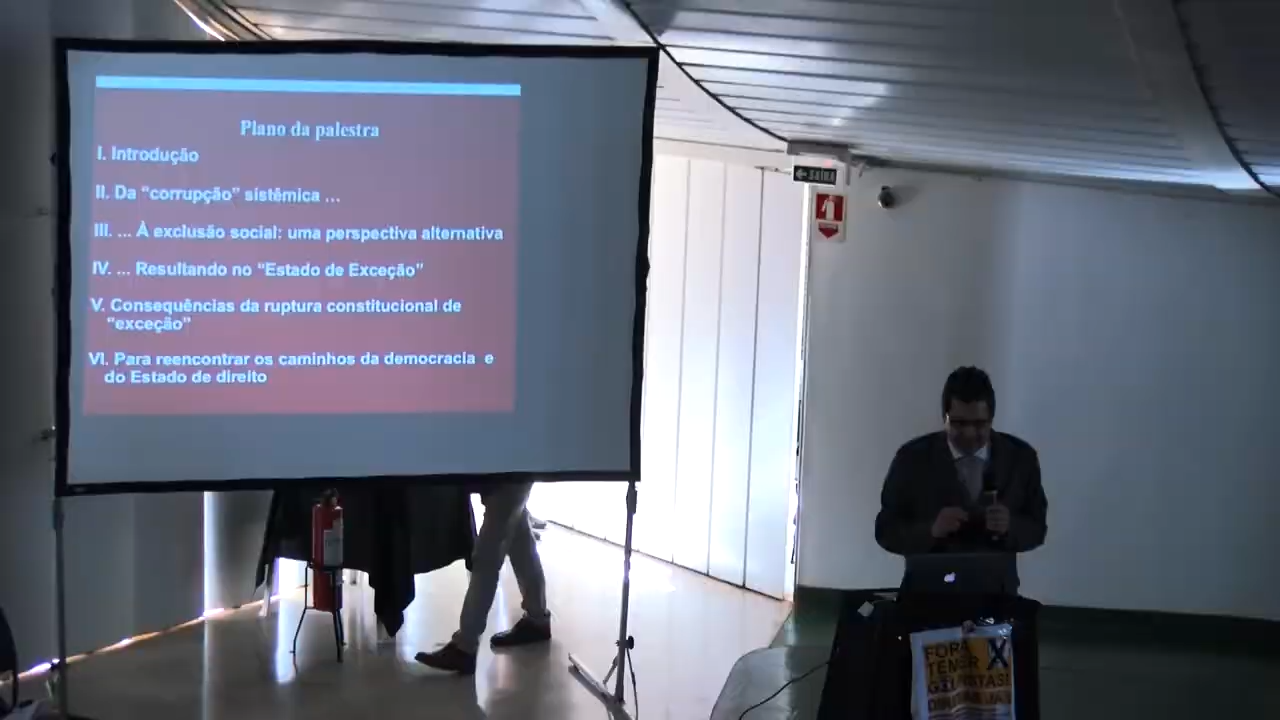 Plano da palestra
I. Introdução
II. Da “corrupção” sistêmica ...
III. ... À exclusão social: uma perspectiva alternativa
IV. ... Resultando no “Estado de Exceção”
V. Consequências da ruptura constitucional de
“exceção”
VI. Para reencontrar os caminhos da democracia e
do Estado de direito
SAÍDA
FORA
TEMER